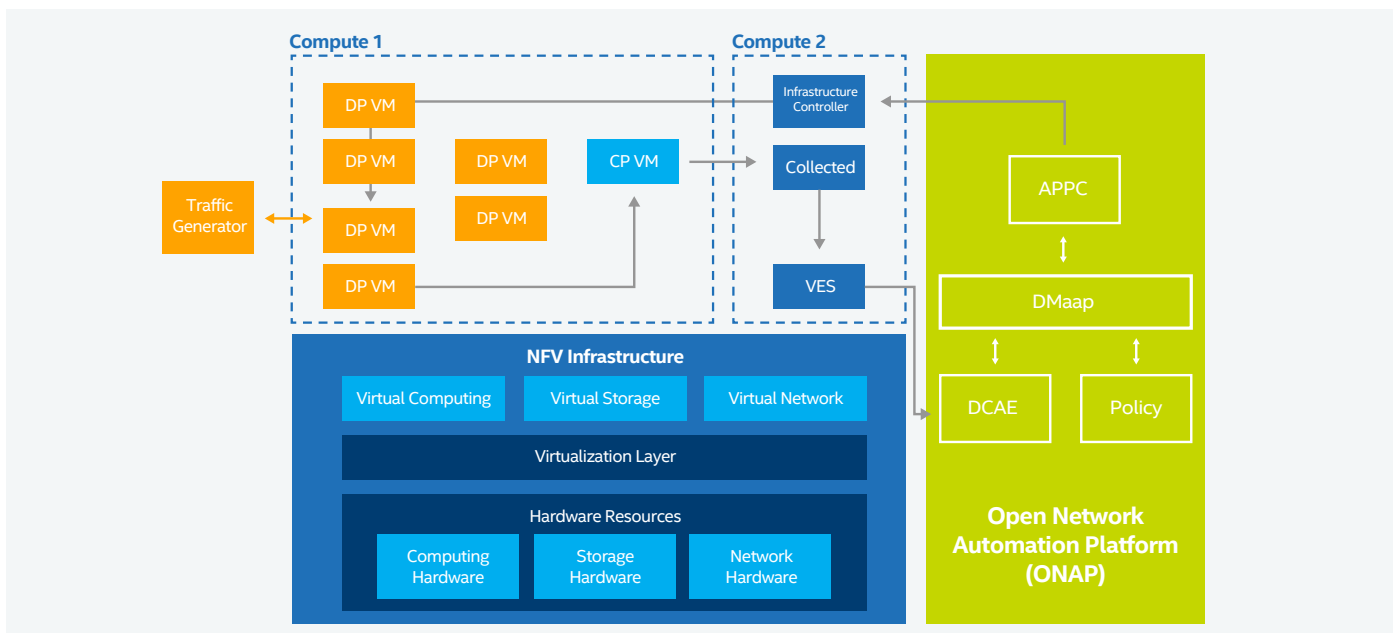 Compute 1
Compute 2
DP VM
Infrastructure
Controller
DP VM
DP VM
CP VM
Collected
APPC
Traffic
Generator
DP VM
DP VM
DP VM
VES
DMaap
NFV Infrastructure
Virtual Computing
Virtual Storage
Virtual Network
DCAE
Policy
Virtualization Layer
Hardware Resources
Computing
Hardware
Storage
Hardware
Network
Hardware
Open Network
Automation Platform
(ONAP)